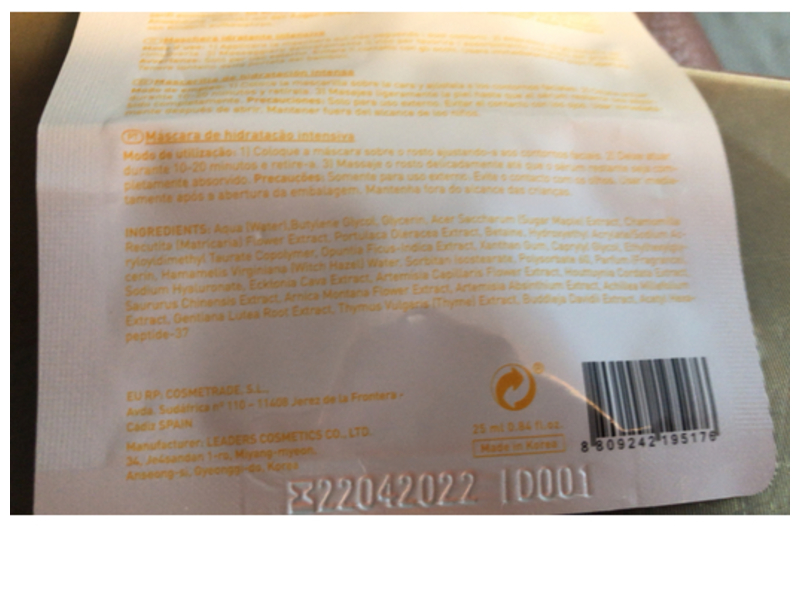 Máscara de hidratação intensiva
Modo de utilização: 1) Coloque a máscara sobre o rosto ajustando-a aos contornos faciais. 2) Deixe atuar
durante 10-20 minutos e retire-a. 3) Massaje o rosto delicadamente até que o serum restante seja com-
pletamente absorvido. Precauções: Somente para uso externo. Evite o contacto com os olhos. Usar imedia-
tamente após a abertura da embalagem. Mantenha fora do alcance das crianças.
INGREDIENTS: Aqua (Water), Butylene Glycol, Glycerin, Acer Saccharum (Sugar Maple) Extract, Chamomilla
Recutita (Matricaria) Flower Extract, Portulaca Oleracea Extract, Betaine, Hydroxyethyl Acrylate/Sodium Ac-
ryloyldimethyl Taurate Copolymer, Opuntia Ficus-Indica Extract, Xanthan Gum, Caprylyl Glycol, Ethylhexylgly-
cerin, Hamamelis Virginiana (Witch Hazel) Water, Sorbitan Isostearate, Polysorbate 60, Parfum (Fragrance),
Sodium Hyaluronate, Ecklonia Cava Extract, Artemisia Capillaris Flower Extract, Houttuynia Cordata Extract,
Saururus Chinensis Extract, Arnica Montana Flower Extract, Artemisia Absinthium Extract, Achillea Millefolium
Extract, Gentiana Lutea Root Extract, Thymus Vulgaris (Thyme) Extract, Buddleja Davidii Extract, Acetyl Hexa-
peptide-37
EU RP. COSMETRADE, S.L.,
Avda. Sudáfrica nº 110 - 11408 Jerez de la Frontera -
Cádiz SPAIN
Manufacturer: LEADERS COSMETICS CO., LTD.
34, Je4sandan 1-ro, Miyang-myeon,
Anseong-si, Gyeonggi-do, Korea
25 ml 0.84 fl.oz.
Made in Korea
8 809242 195176
22042022 ID001